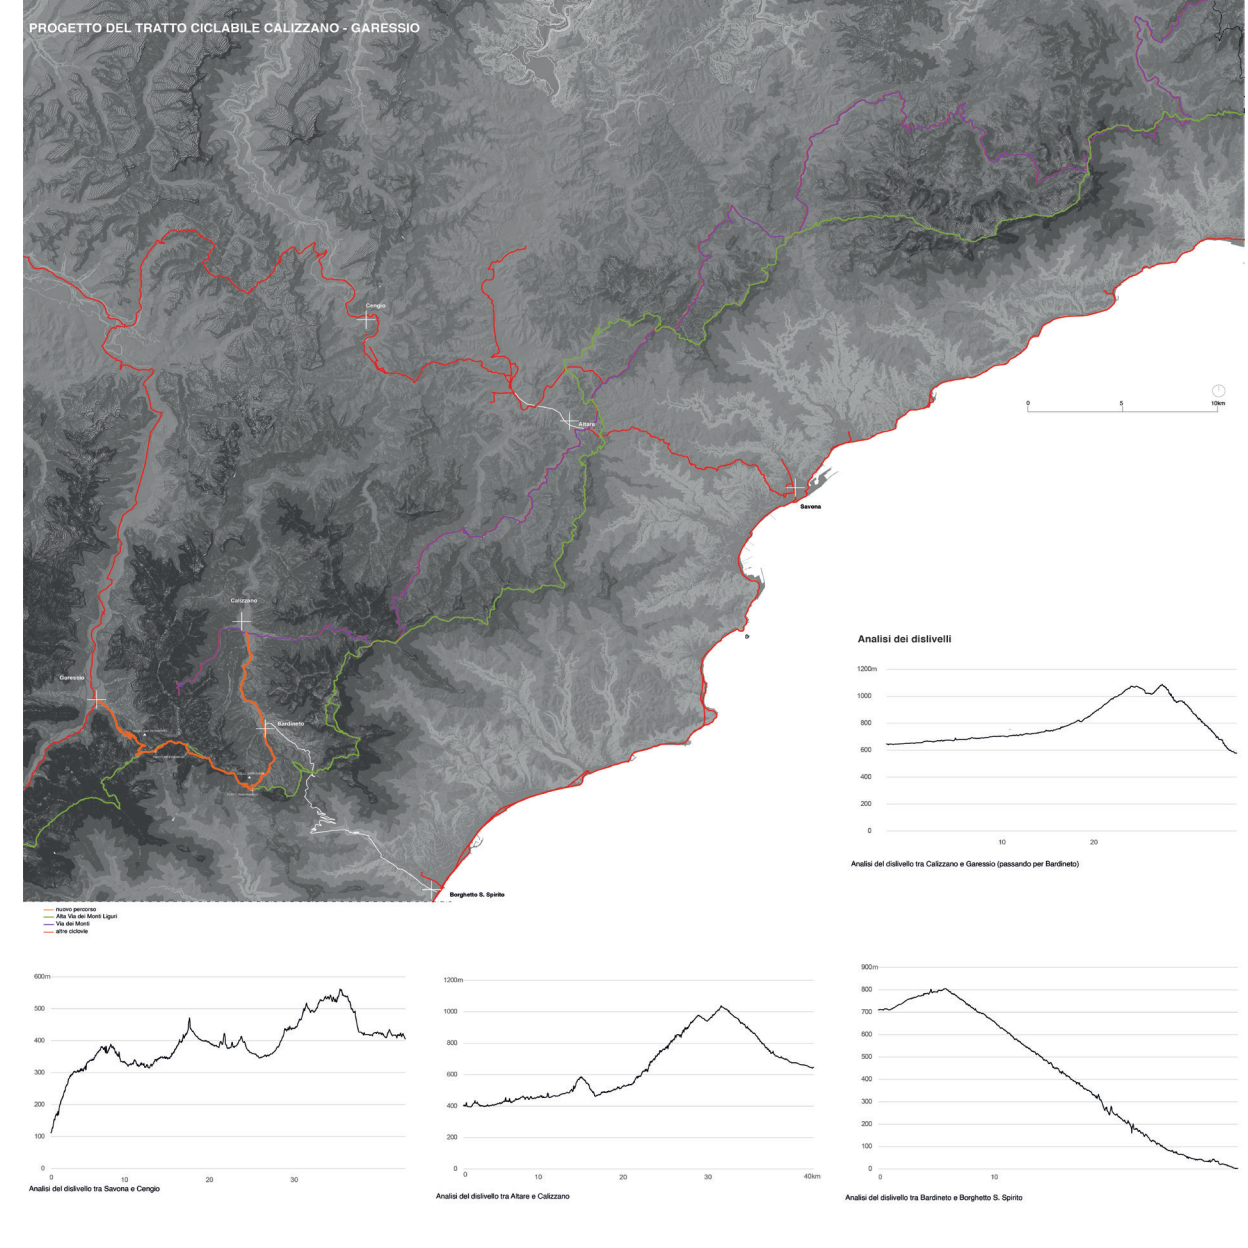 PROGETTO DEL TRATTO CICLABILE CALIZZANO - GARESSIO
Cengio
0
5
10km
Altare
Savona
Calizzano
Garessio
Bardineto
Borghetto S. Spirito
nuovo percorso
Alta Via dei Monti Liguri
Via dei Monti
altre ciclovie
Analisi dei dislivelli
1200m
1000
800
600
400
200
0
10
20
Analisi del dislivello tra Calizzano e Garessio (passando per Bardineto)
600m
500
400
300
200
100
0
0
10
20
30
Analisi del dislivello tra Savona e Cengio
1200m
1000
800
600
400
200
0
0
10
20
30
40km
Analisi del dislivello tra Altare e Calizzano
900m
800
700
600
500
400
300
200
100
0
0
10
Analisi del dislivello tra Bardineto e Borghetto S. Spirito